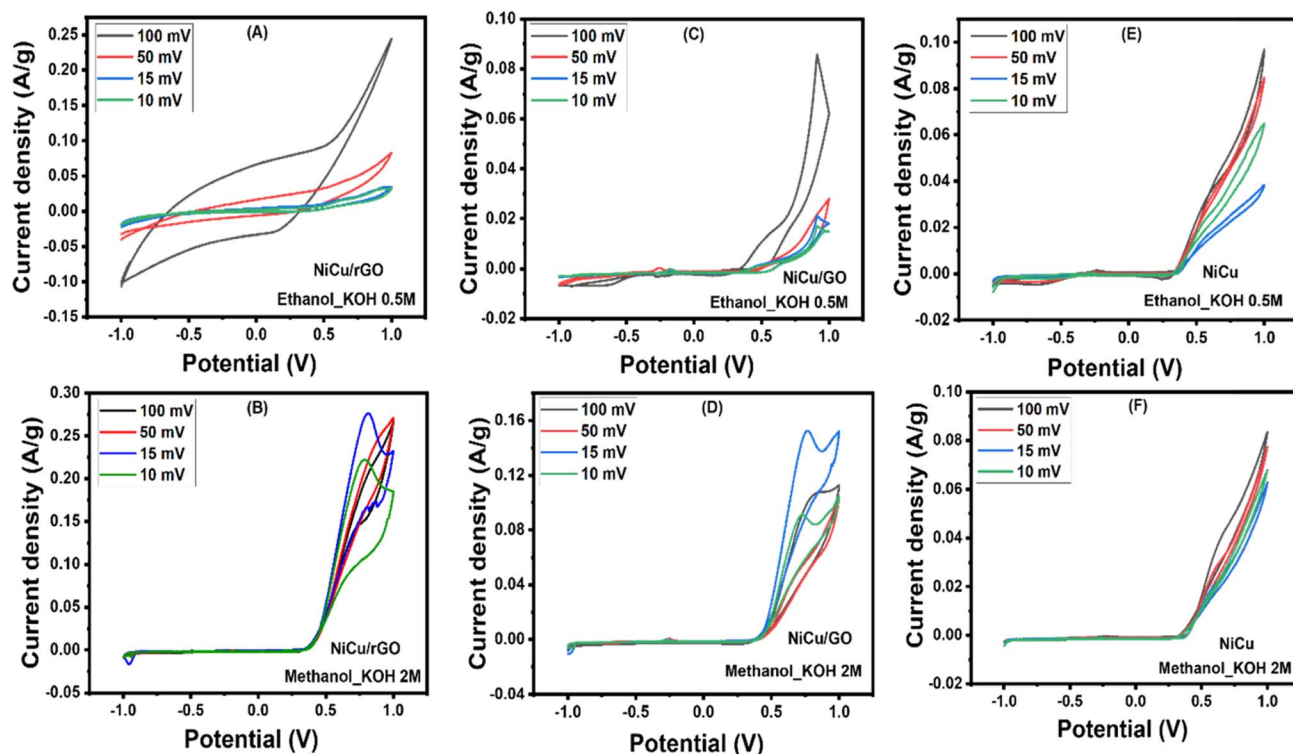 (A)
100 mV
50 mV
15 mV
10 mV
0.25
0.20
0.15
0.10
0.05
0.00
-0.05
-0.10
-0.15
Current density (A/g)
NiCu/rGO
Ethanol_KOH 0.5M
-1.0 -0.5 0.0 0.5 1.0
Potential (V)
(C)
100 mV
50 mV
15 mV
10 mV
0.10
0.08
0.06
0.04
0.02
0.00
-0.02
Current density (A/g)
NiCu/GO
Ethanol_KOH 0.5M
-1.0 -0.5 0.0 0.5 1.0
Potential (V)
(E)
100 mV
50 mV
15 mV
10 mV
0.10
0.08
0.06
0.04
0.02
0.00
-0.02
Current density (A/g)
NiCu
Ethanol_KOH 0.5M
-1.0 -0.5 0.0 0.5 1.0
Potential (V)
(B)
100 mV
50 mV
15 mV
10 mV
0.30
0.25
0.20
0.15
0.10
0.05
0.00
-0.05
Current density (A/g)
NiCu/rGO
Methanol_KOH 2M
-1.0 -0.5 0.0 0.5 1.0
Potential (V)
(D)
100 mV
50 mV
15 mV
10 mV
0.16
0.12
0.08
0.04
0.00
-0.04
Current density (A/g)
NiCu/GO
Methanol_KOH 2M
-1.0 -0.5 0.0 0.5 1.0
Potential (V)
(F)
100 mV
50 mV
15 mV
10 mV
0.10
0.08
0.06
0.04
0.02
0.00
-0.02
Current density (A/g)
NiCu
Methanol_KOH 2M
-1.0 -0.5 0.0 0.5 1.0
Potential (V)